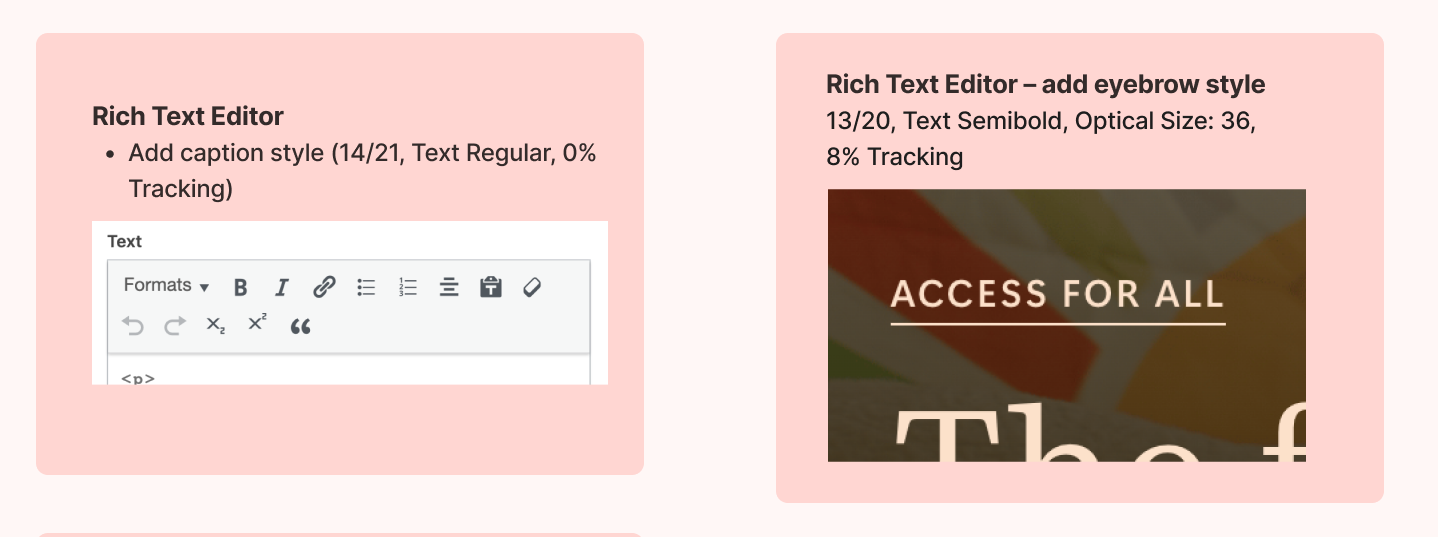 Rich Text Editor
• Add caption style (14/21, Text Regular, 0%
Tracking)
Text
Formats
B I
X₂ X²
<p>
Rich Text Editor – add eyebrow style
13/20, Text Semibold, Optical Size: 36,
8% Tracking
ACCESS FOR ALL
The f